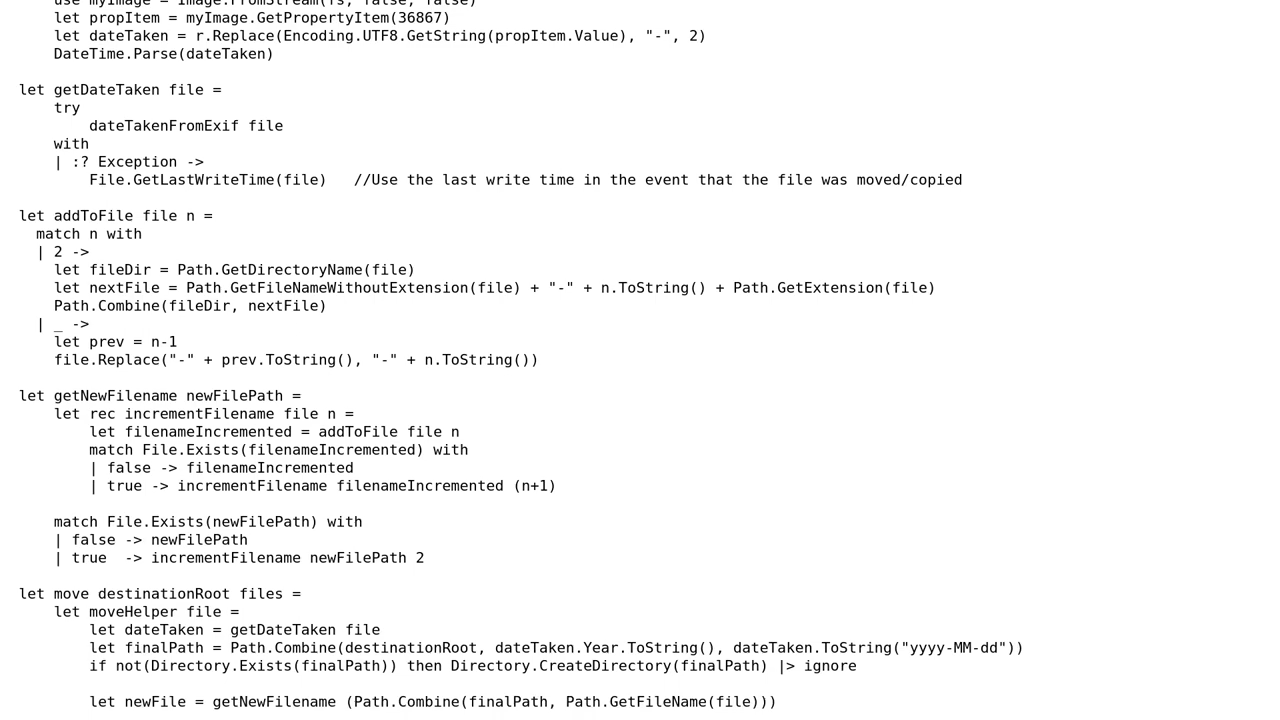 use myImage = Image.FromStream(fs, false, false)
let propItem = myImage.GetPropertyItem(36867)
let dateTaken = r.Replace(Encoding.UTF8.GetString(propItem.Value), "-", 2)
DateTime.Parse(dateTaken)
let getDateTaken file =
try
dateTakenFromExif file
with
| :? Exception ->
File.GetLastWriteTime(file)   //Use the last write time in the event that the file was moved/copied
let addToFile file n =
match n with
| 2 ->
let fileDir = Path.GetDirectoryName(file)
let nextFile = Path.GetFileNameWithoutExtension(file) + "-" + n.ToString() + Path.GetExtension(file)
Path.Combine(fileDir, nextFile)
| _ ->
let prev = n-1
file.Replace("-" + prev.ToString(), "-" + n.ToString())
let getNewFilename newFilePath =
let rec incrementFilename file n =
let filenameIncremented = addToFile file n
match File.Exists(filenameIncremented) with
| false -> filenameIncremented
| true -> incrementFilename filenameIncremented (n+1)
match File.Exists(newFilePath) with
| false -> newFilePath
| true  -> incrementFilename newFilePath 2
let move destinationRoot files =
let moveHelper file =
let dateTaken = getDateTaken file
let finalPath = Path.Combine(destinationRoot, dateTaken.Year.ToString(), dateTaken.ToString("yyyy-MM-dd"))
if not(Directory.Exists(finalPath)) then Directory.CreateDirectory(finalPath) |> ignore
let newFile = getNewFilename (Path.Combine(finalPath, Path.GetFileName(file)))